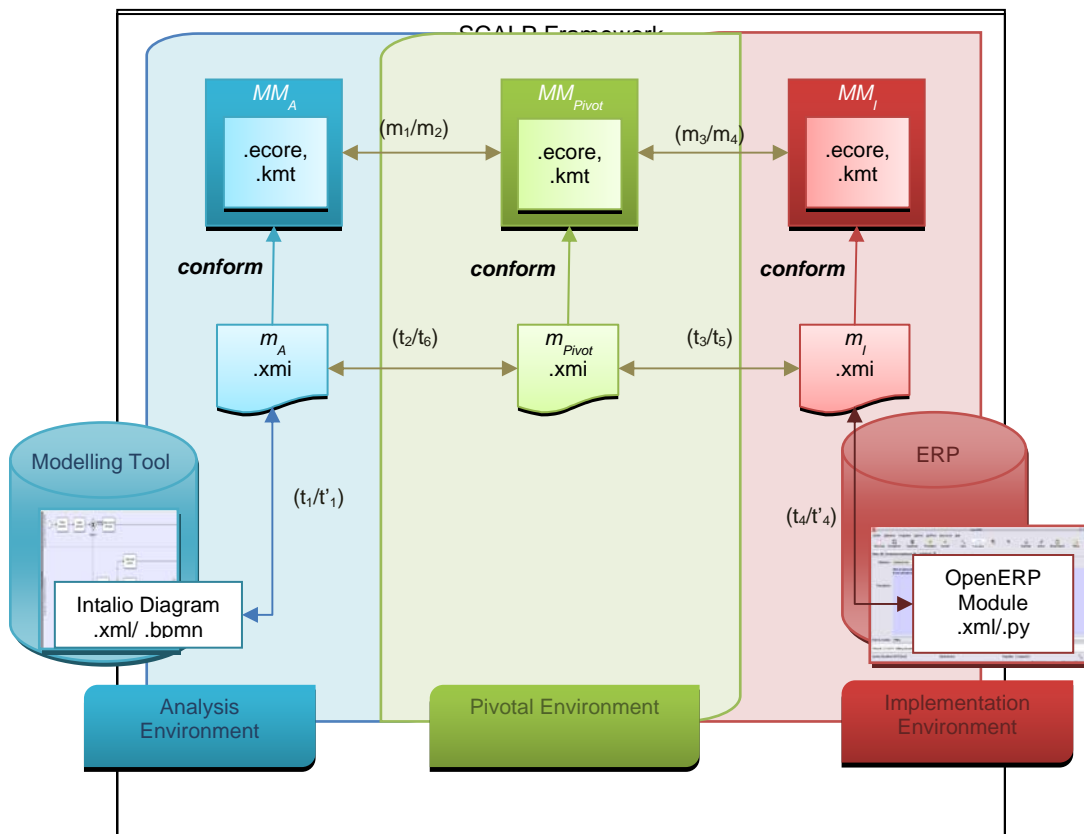 SCALP Framework
MM_A
MM_Pivot
MM_I
(m₁/m₂)
(m₃/m₄)
.ecore,
.kmt
.ecore,
.kmt
.ecore,
.kmt
conform
conform
conform
m_A
.xmi
(t₂/t₆)
m_Pivot
.xmi
(t₃/t₅)
m_I
.xmi
Modelling Tool
ERP
(t₁/t'₁)
(t₄/t'₄)
Intalio Diagram
.xml/ .bpmn
OpenERP
Module
.xml/.py
Analysis
Environment
Pivotal Environment
Implementation
Environment